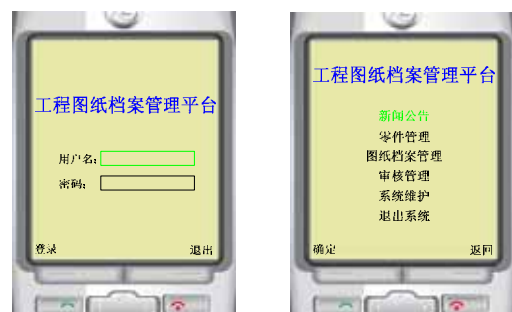 工程图纸档案管理平台
用户名:
密码:
登录 退出
工程图纸档案管理平台
新闻公告
零件管理
图纸档案管理
审核管理
系统维护
退出系统
确定 返回